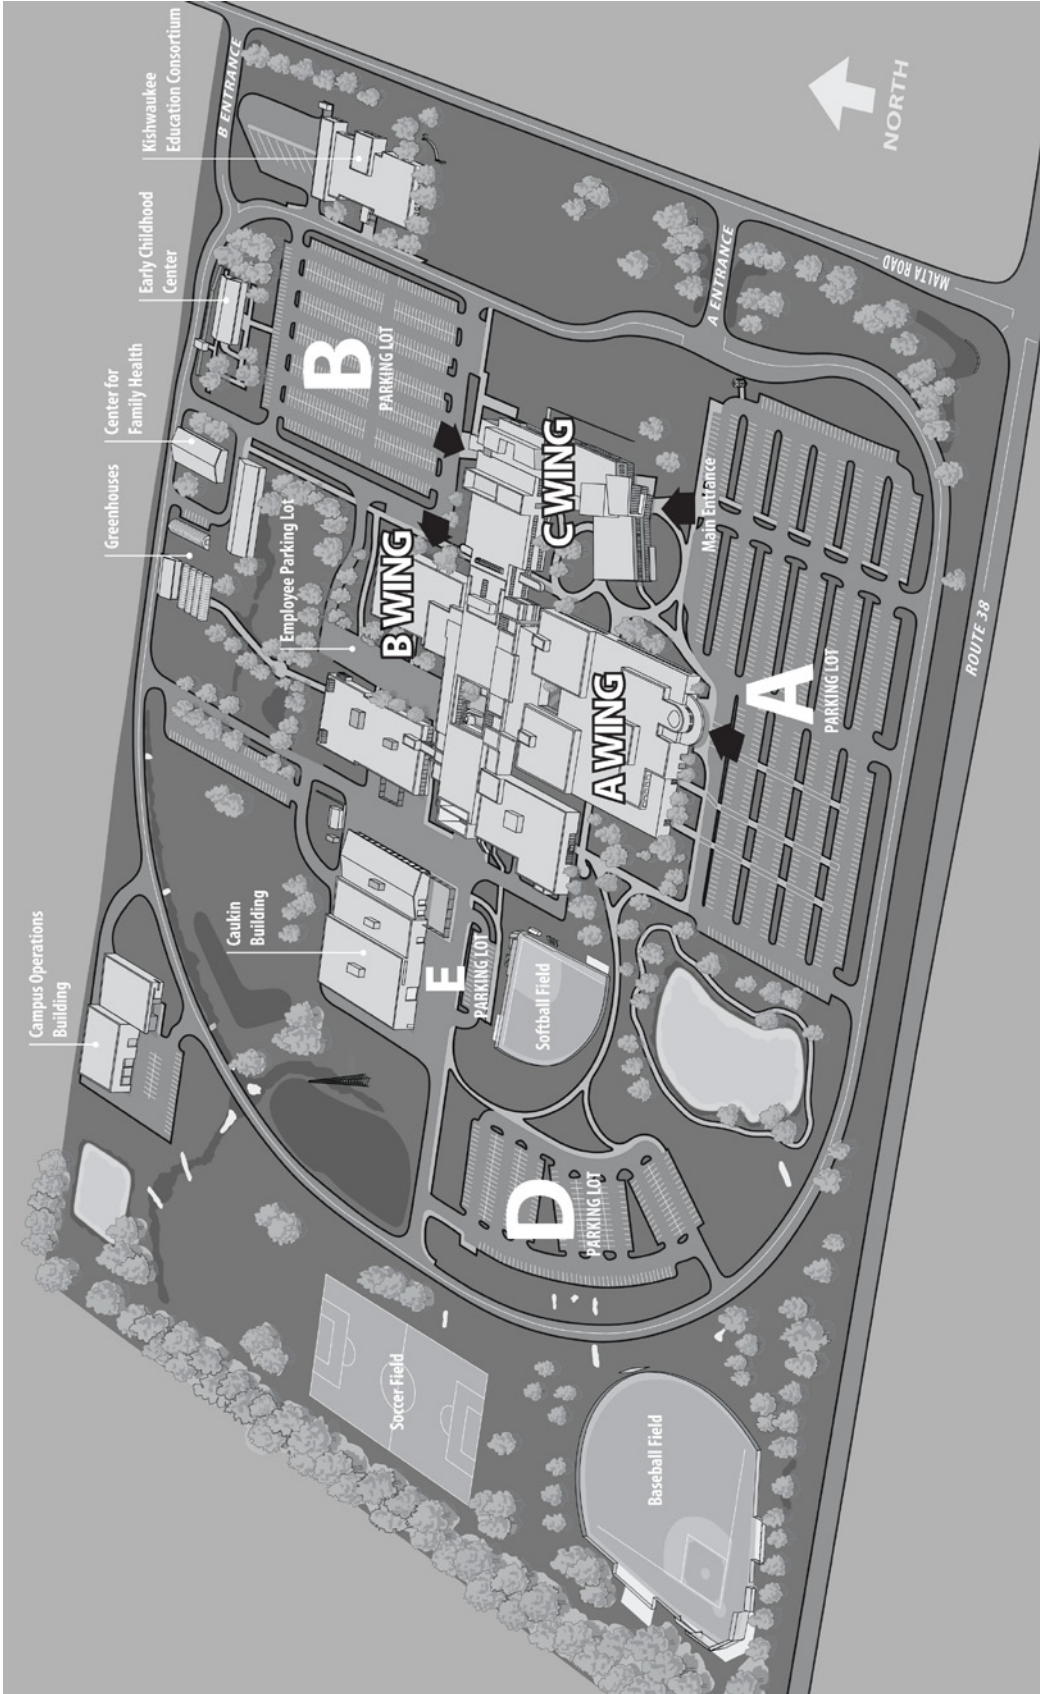 Campus Operations
Building
Greenhouses
Center for
Family Health
Early Childhood
Center
Kishwaukee
Education Consortium
B ENTRANCE
Caukin
Building
Employee Parking Lot
B
PARKING LOT
B WING
C WING
A WING
E
PARKING LOT
Softball Field
D
PARKING LOT
Soccer Field
Baseball Field
Main Entrance
A
PARKING LOT
A ENTRANCE
MALTA ROAD
ROUTE 38
NORTH